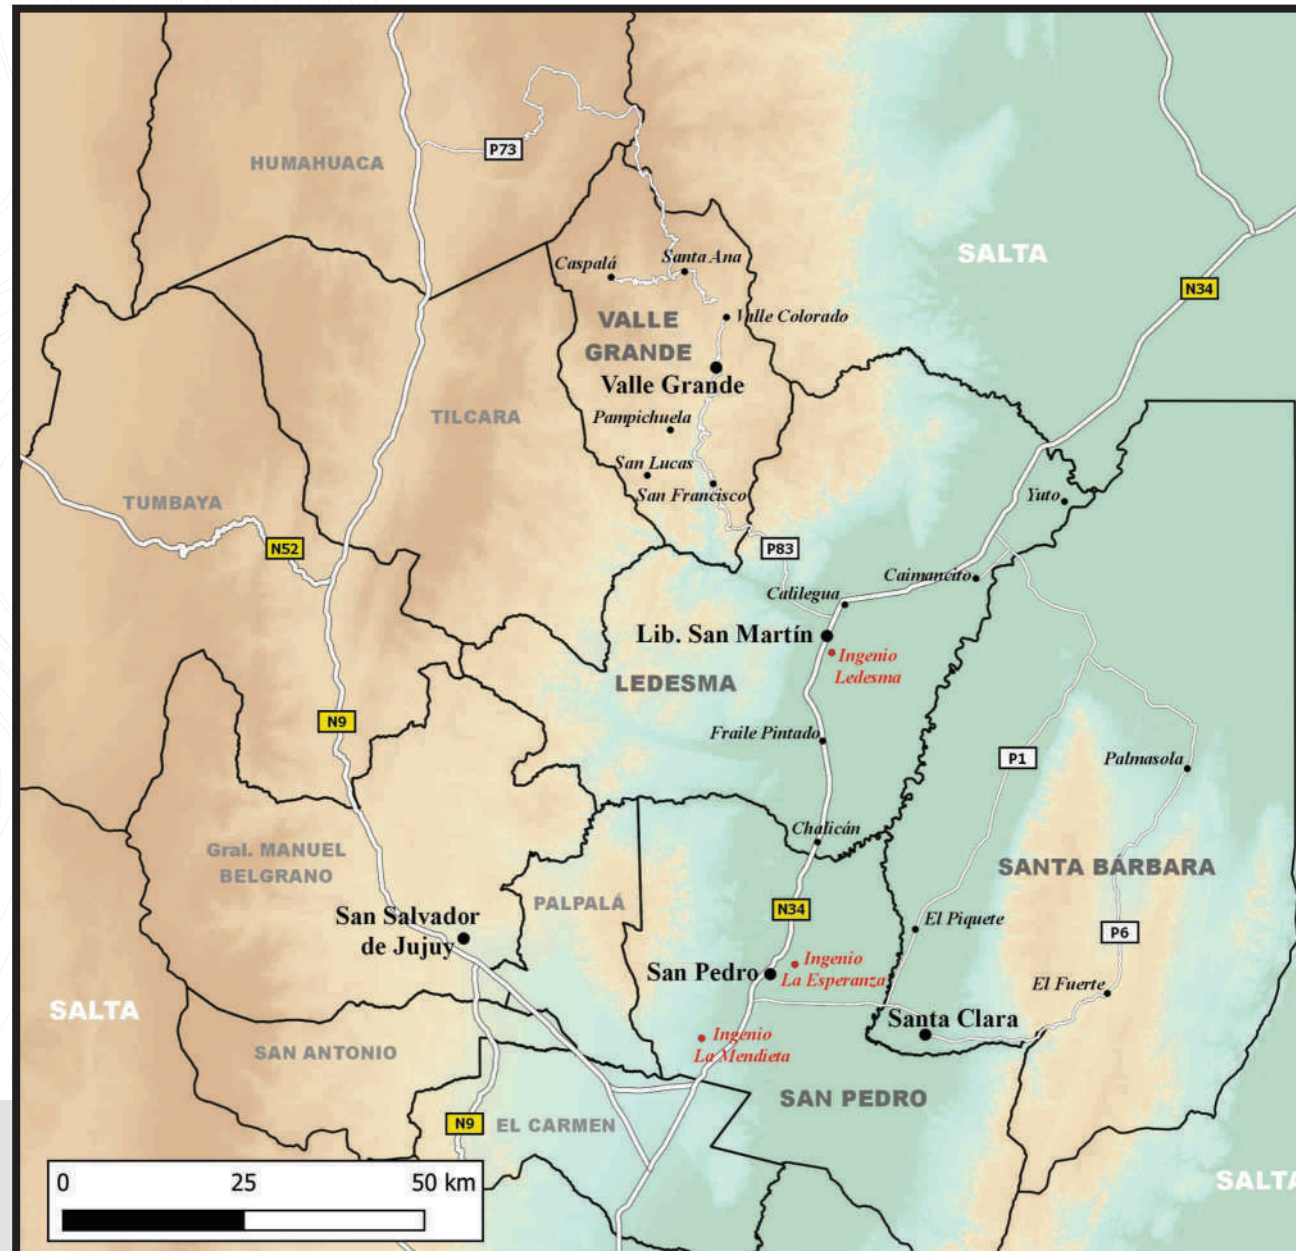 P73
HUMAHUACA
SALTA
Santa Ana
Caspalá
N34
VALLE
GRANDE
Valle Colorado
Valle Grande
TILCARA
Pampichuela
San Lucas
San Francisco
Yuto
TUMBAYA
N52
P83
Caimancito
Calilegua
Lib. San Martín
Ingenio
Ledesma
LEDESMA
N9
Fraile Pintado
P1
Palmasola
Chalicán
Gral. MANUEL
BELGRANO
SANTA BÁRBARA
PALPALÁ
N34
San Salvador
de Jujuy
El Piquete
P6
Ingenio
La Esperanza
San Pedro
El Fuerte
SALTA
Santa Clara
Ingenio
La Mendieta
SAN ANTONIO
SAN PEDRO
N9
EL CARMEN
SALTA
0 25 50 km